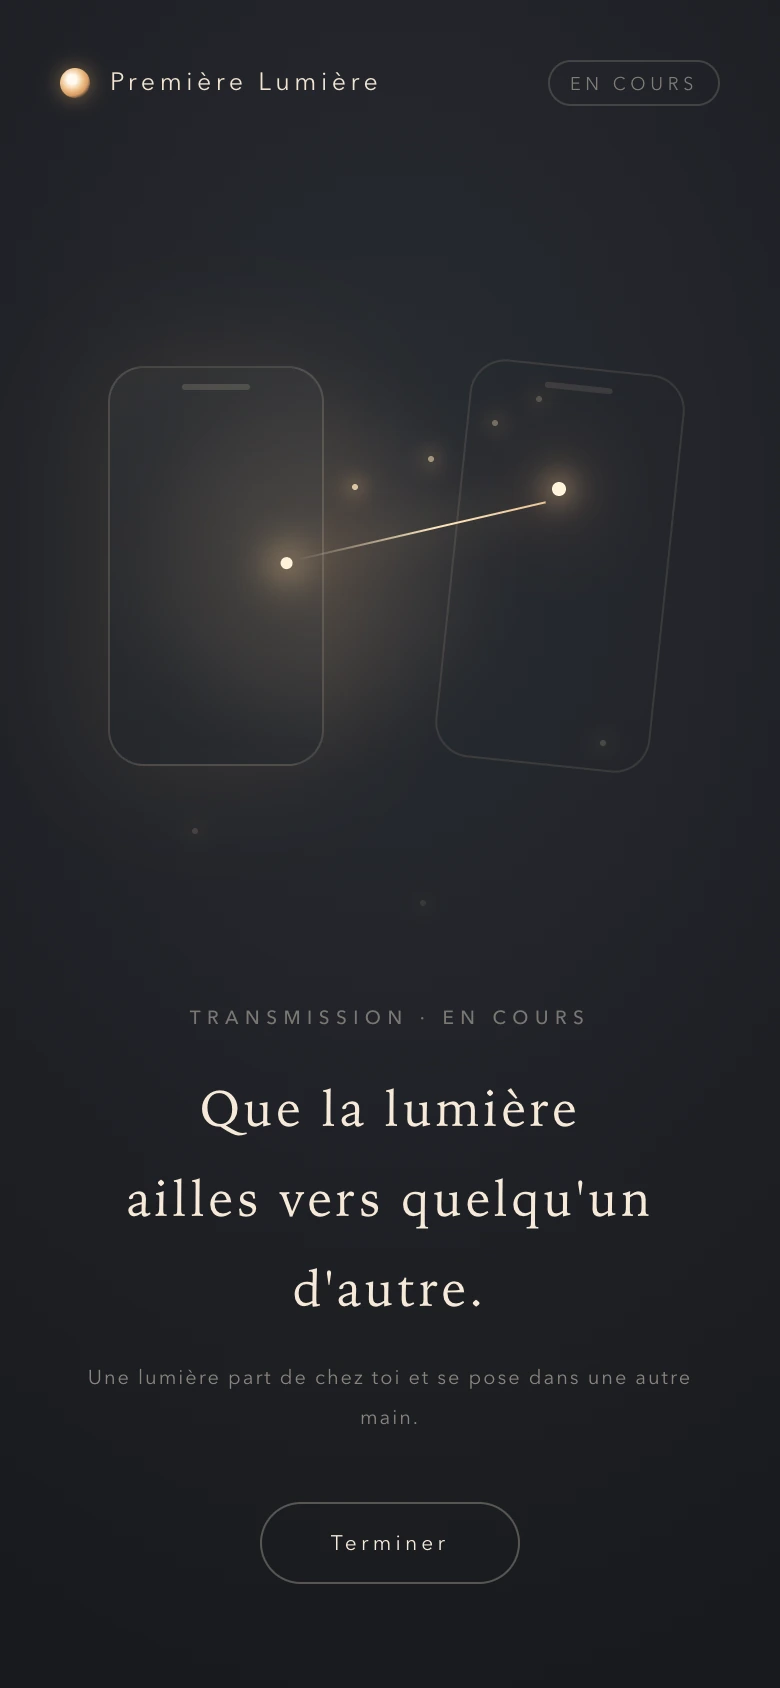 Première Lumière
EN COURS
TRANSMISSION · EN COURS
Que la lumière
ailles vers quelqu'un
d'autre.
Une lumière part de chez toi et se pose dans une autre
main.
Terminer